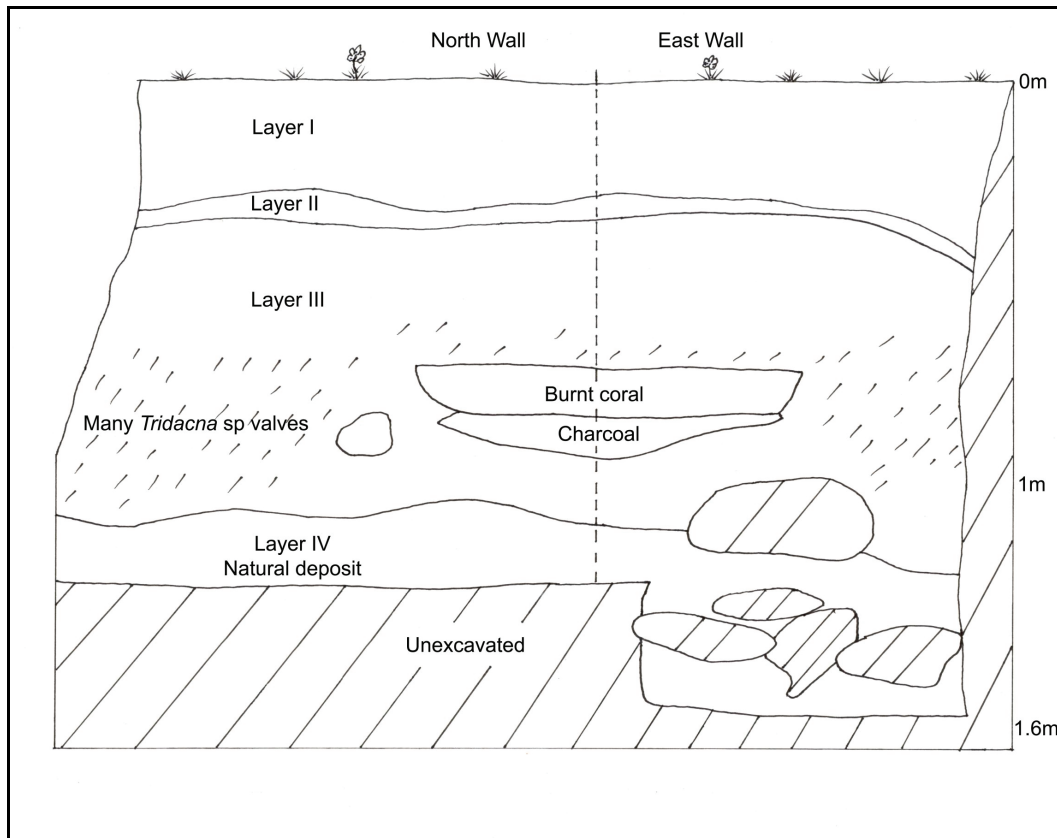 North Wall
East Wall
0m
Layer I
Layer II
Layer III
Burnt coral
Many Tridacna sp valves
Charcoal
1m
Layer IV
Natural deposit
Unexcavated
1.6m